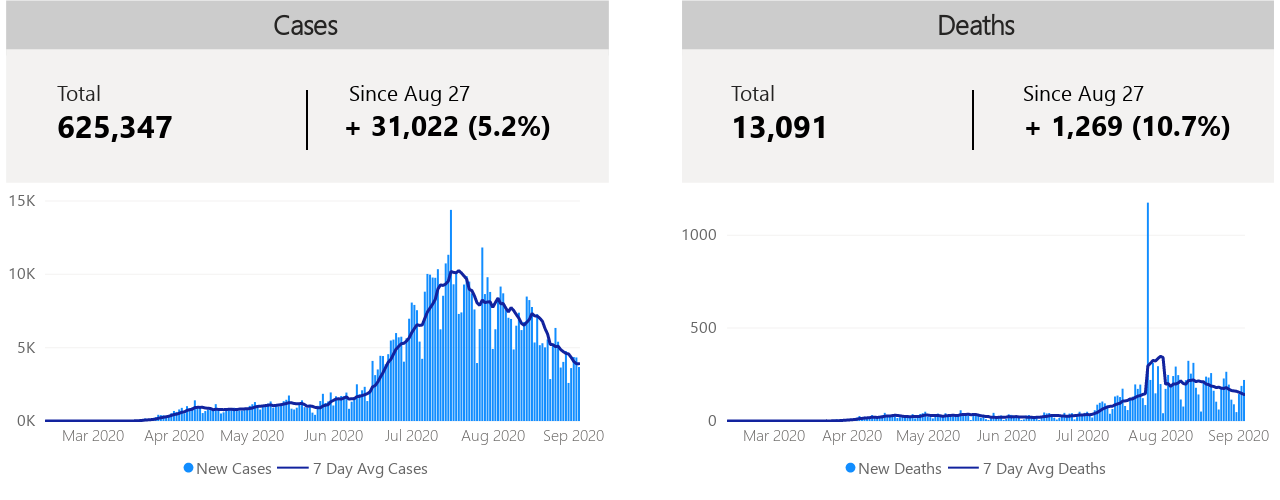 Cases
Total
625,347
Since Aug 27
+ 31,022 (5.2%)
15K
10K
5K
0K
Mar 2020 Apr 2020 May 2020 Jun 2020 Jul 2020 Aug 2020 Sep 2020
New Cases 7 Day Avg Cases
Deaths
Total
13,091
Since Aug 27
+ 1,269 (10.7%)
1000
500
0
Mar 2020 Apr 2020 May 2020 Jun 2020 Jul 2020 Aug 2020 Sep 2020
New Deaths 7 Day Avg Deaths